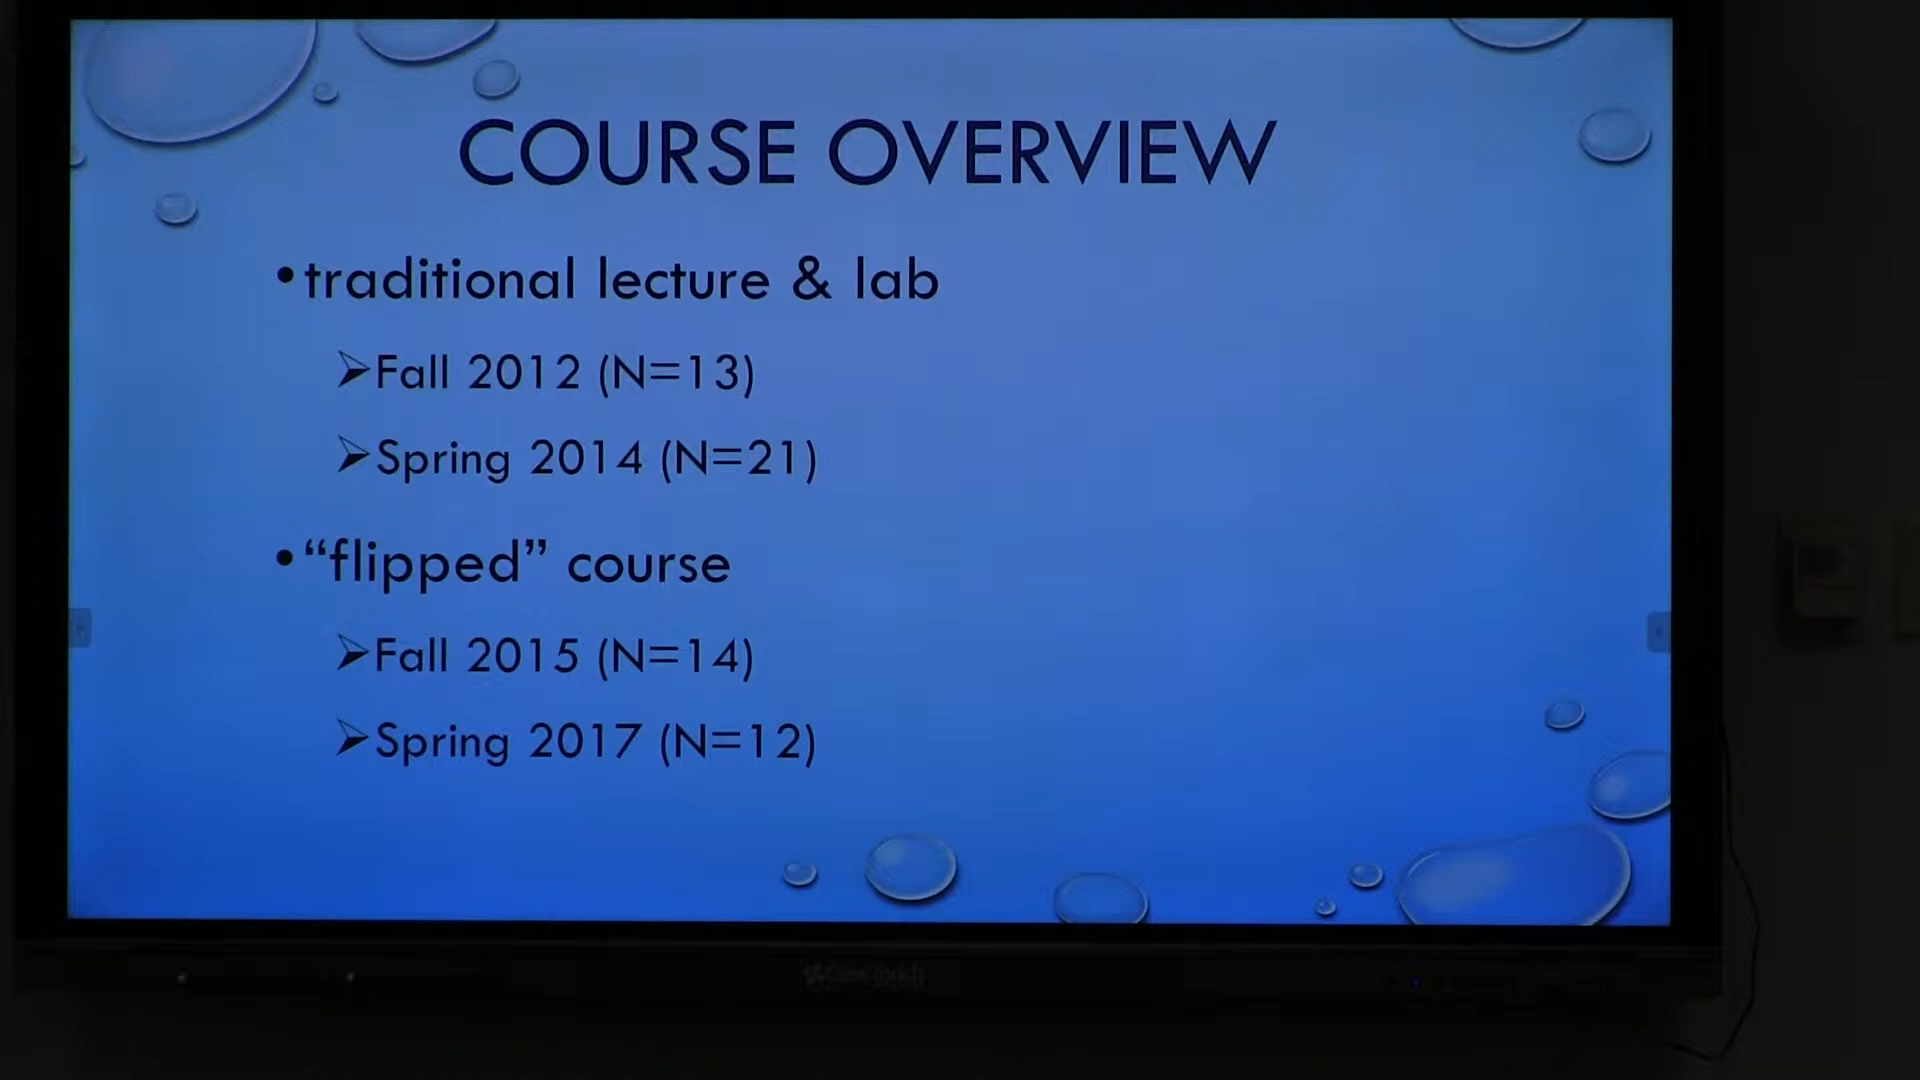 COURSE OVERVIEW
•traditional lecture & lab
➢Fall 2012 (N=13)
➢Spring 2014 (N=21)
•“flipped” course
➢Fall 2015 (N=14)
➢Spring 2017 (N=12)